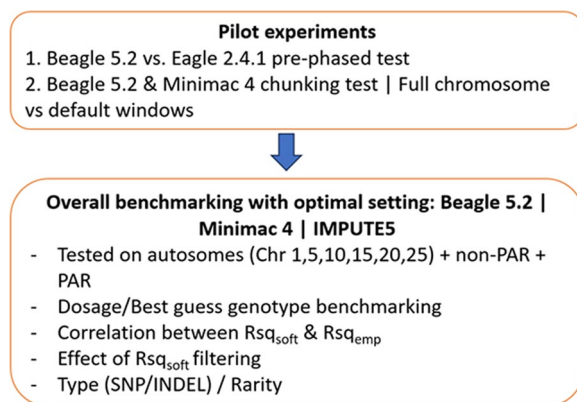 Pilot experiments
1. Beagle 5.2 vs. Eagle 2.4.1 pre-phased test
2. Beagle 5.2 & Minimac 4 chunking test | Full chromosome
vs default windows
Overall benchmarking with optimal setting: Beagle 5.2 |
Minimac 4 | IMPUTE5
- Tested on autosomes (Chr 1,5,10,15,20,25) + non-PAR +
PAR
- Dosage/Best guess genotype benchmarking
- Correlation between Rsqsoft & Rsqemp
- Effect of Rsqsoft filtering
- Type (SNP/INDEL) / Rarity